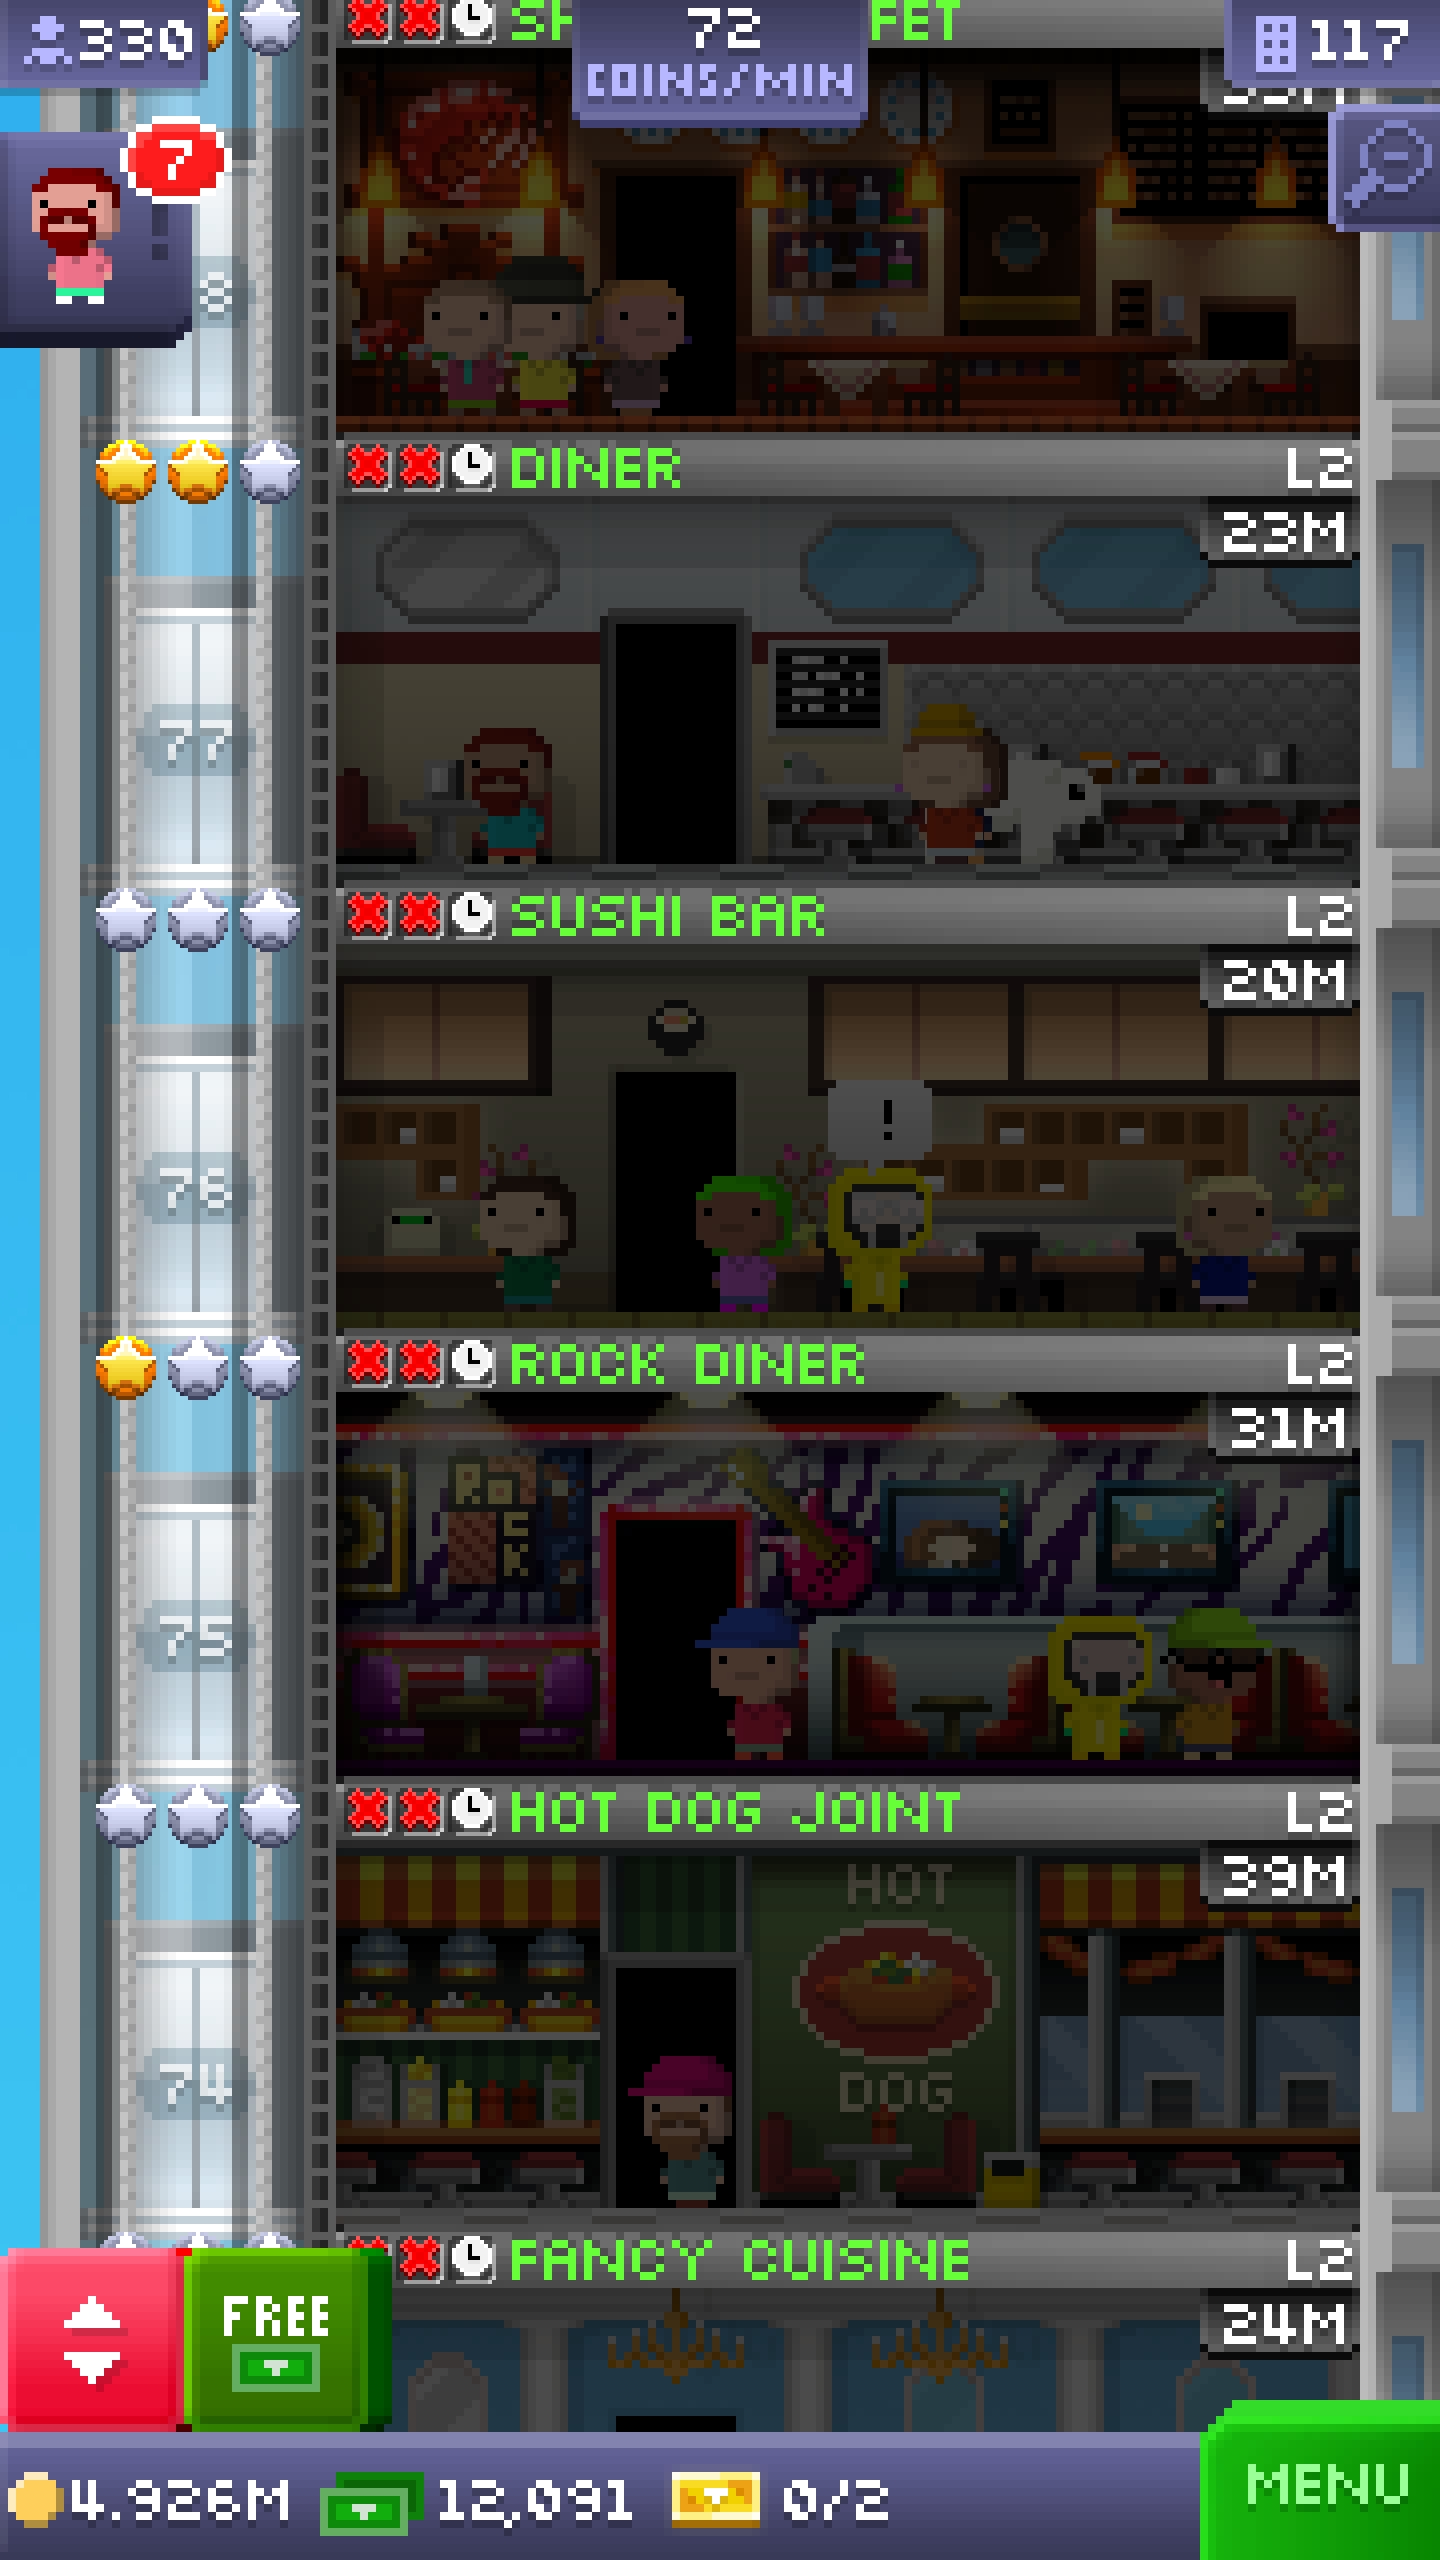 330
72
COINS/MIN
117
7
8
FET
DINER L2
23M
77
SUSHI BAR L2
20M
76
!
ROCK DINER L2
31M
ROCK
75
HOT DOG JOINT L2
39M
HOT
DOG
74
FANCY CUISINE L2
24M
FREE
4.926M 12,091 0/2
MENU